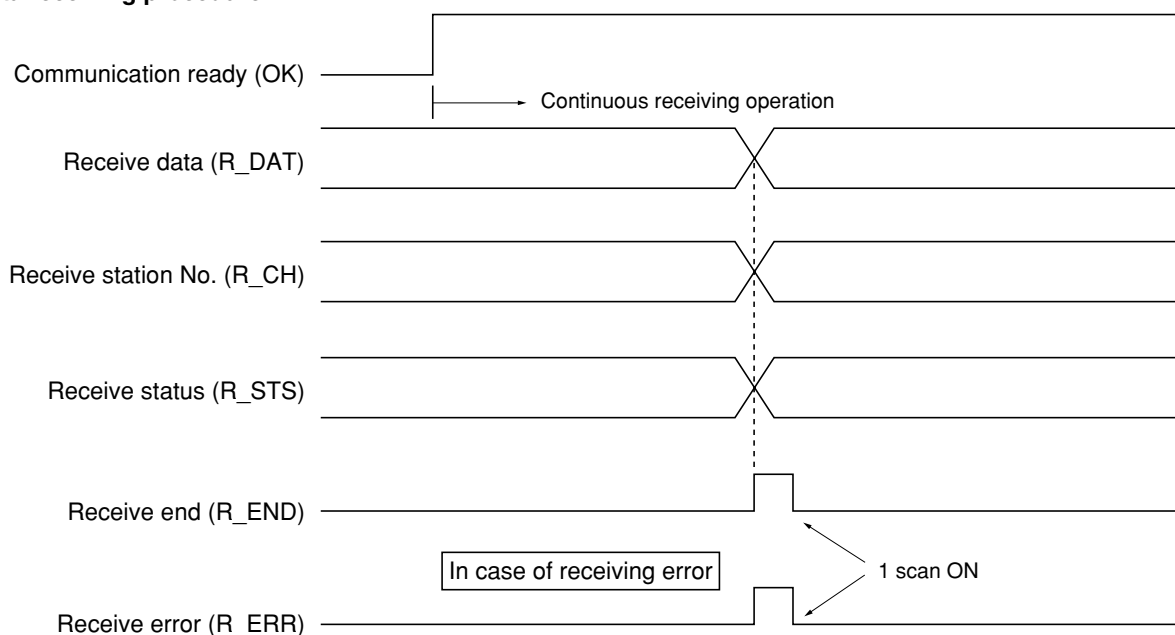 Communication ready (OK)
Continuous receiving operation
Receive data (R_DAT)
Receive station No. (R_CH)
Receive status (R_STS)
Receive end (R_END)
In case of receiving error
1 scan ON
Receive error (R_ERR)